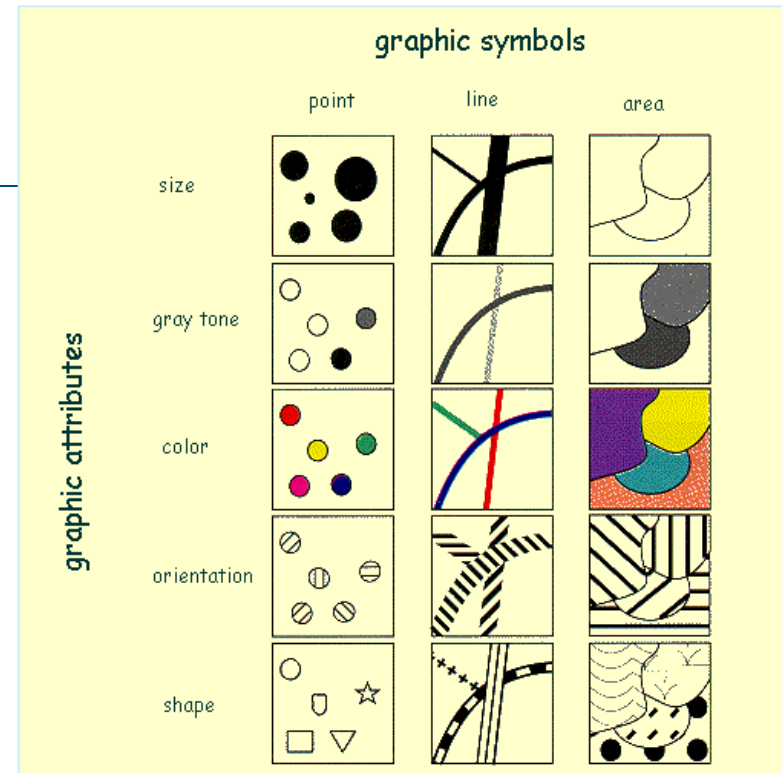 graphic symbols
point line area
size
gray tone
color
orientation
shape
graphic attributes